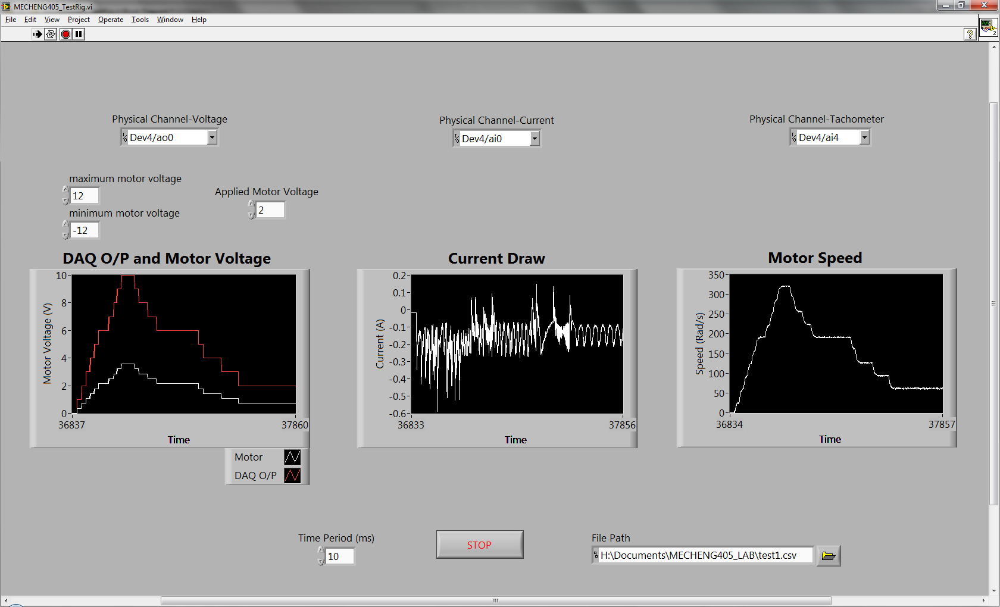 MECHENG405_TestRig.vi
File Edit View Project Operate Tools Window Help
2
Physical Channel-Voltage
Dev4/ao0
Physical Channel-Current
Dev4/ai0
Physical Channel-Tachometer
Dev4/ai4
maximum motor voltage
12
minimum motor voltage
-12
Applied Motor Voltage
2
DAQ O/P and Motor Voltage
Motor Voltage (V)
10
8
6
4
2
0
36837 37860
Time
Motor
DAQ O/P
Current Draw
Current (A)
0.2
0.1
0
-0.1
-0.2
-0.3
-0.4
-0.5
-0.6
36833 37856
Time
Motor Speed
Speed (Rad/s)
350
300
250
200
150
100
50
0
36834 37857
Time
Time Period (ms)
10
STOP
File Path
H:\Documents\MECHENG405_LAB\test1.csv